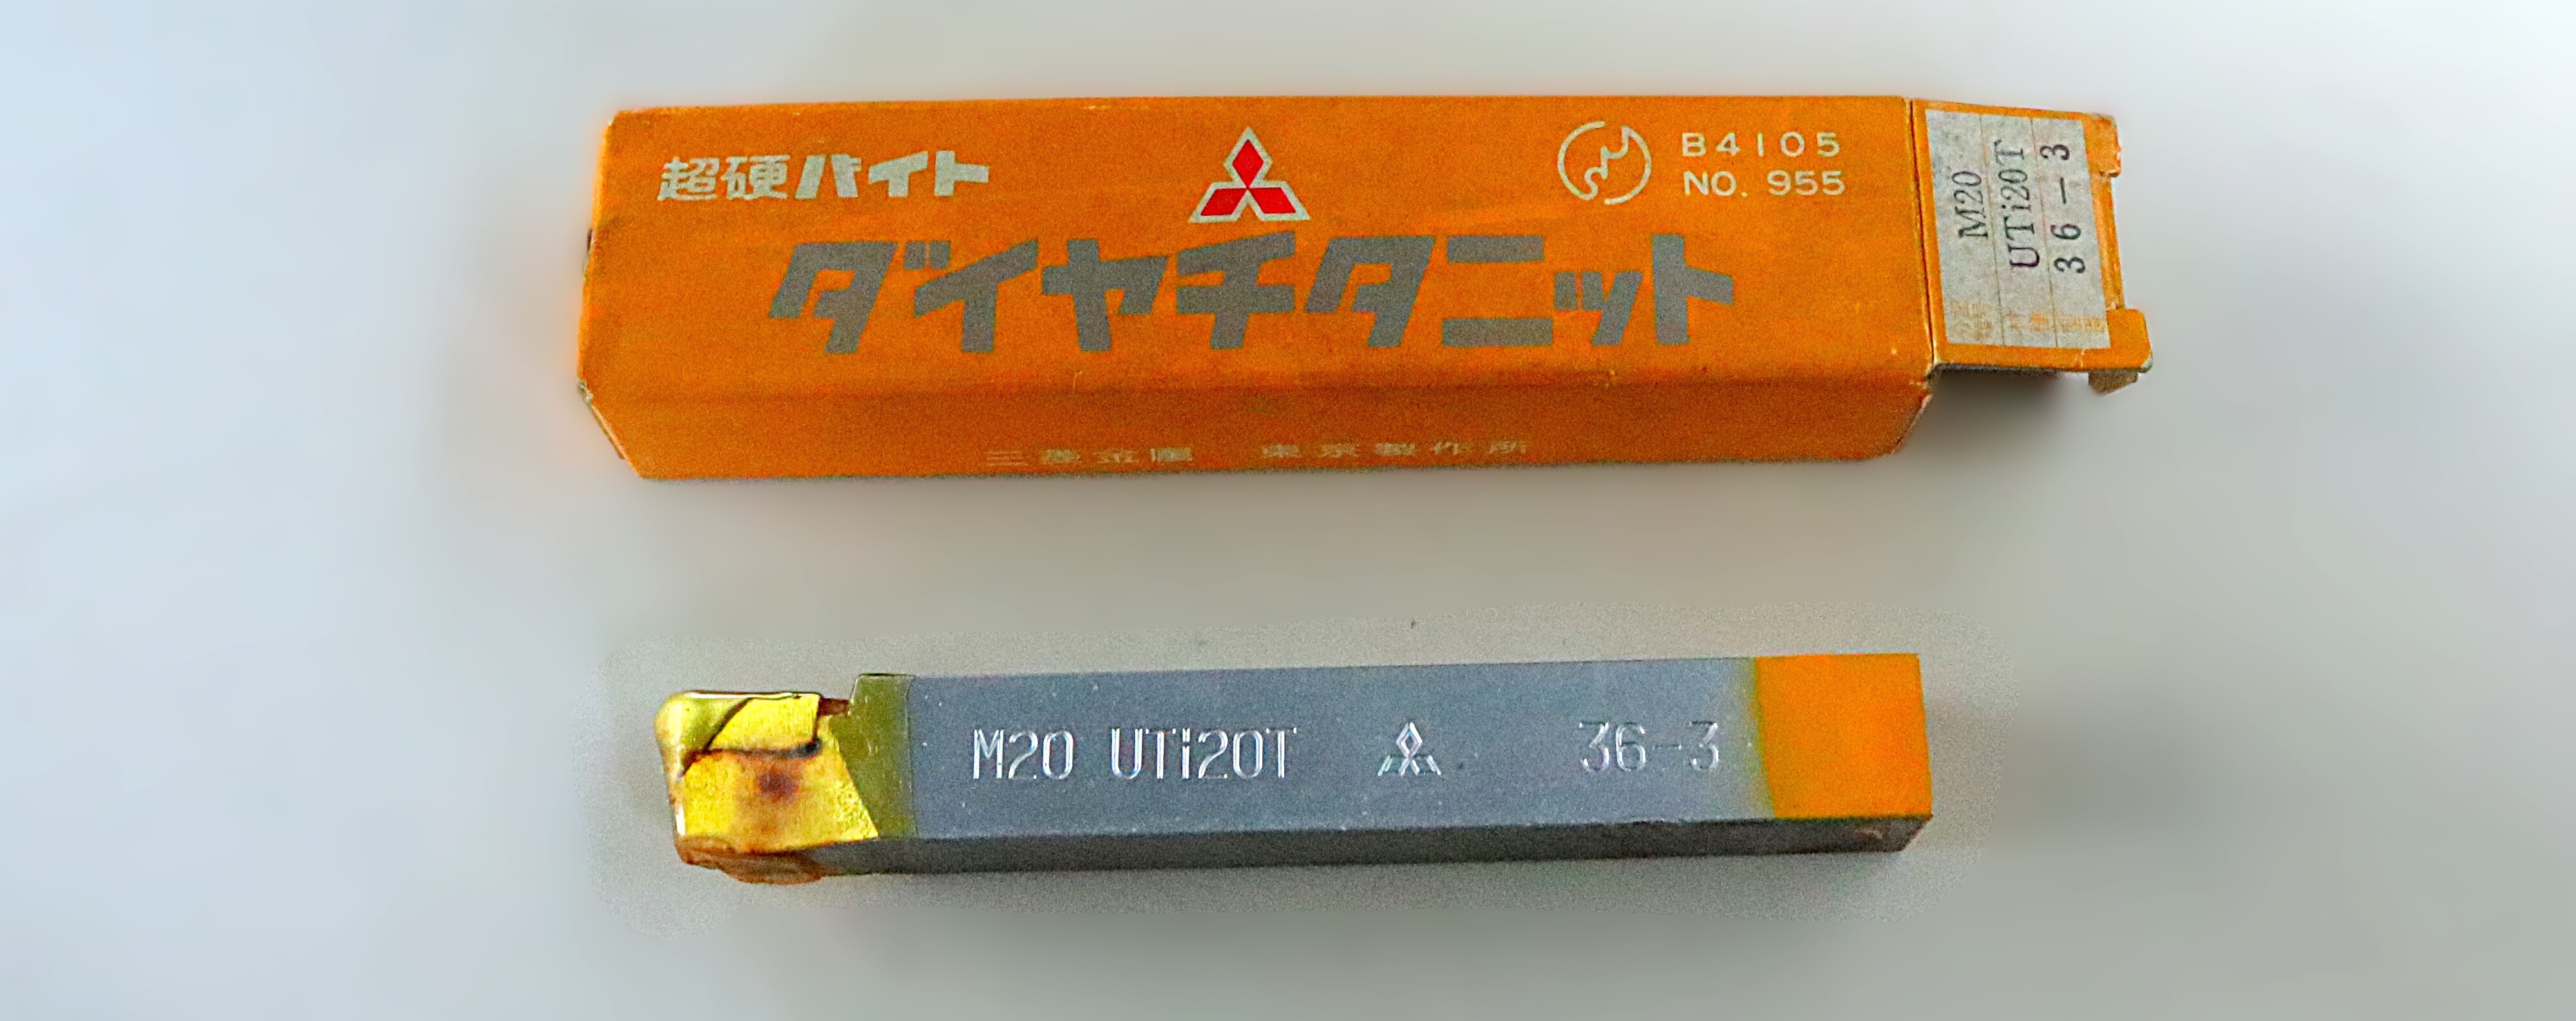 超硬バイト
B4105
NO. 955
ダイヤチタニット
三菱金属 東京製作所
M20
UTi20T
36-3
M20 UTi20T 36-3